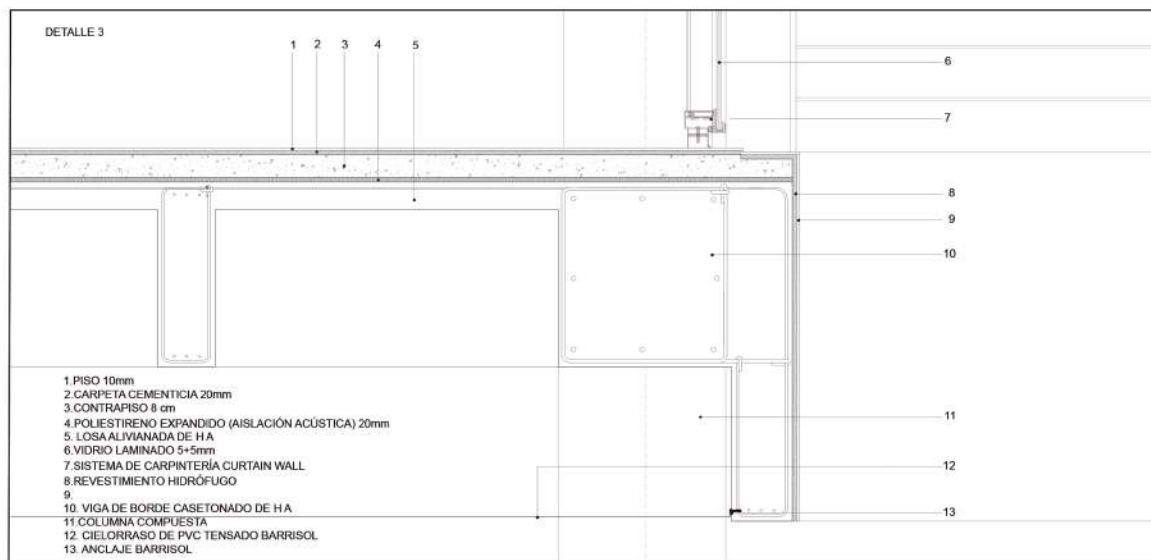 DETALLE 3
1
2
3
4
5
6
7
8
9
10
11
12
13
1.PISO 10mm
2.CARPETA CEMENTICIA 20mm
3.CONTRAPISO 8 cm
4.POLIESTIRENO EXPANDIDO (AISLACIÓN ACÚSTICA) 20mm
5. LOSA ALIVIANADA DE H A
6.VIDRIO LAMINADO 5+5mm
7.SISTEMA DE CARPINTERÍA CURTAIN WALL
8.REVESTIMIENTO HIDRÓFUGO
9.
10. VIGA DE BORDE CASETONADO DE H A
11.COLUMNA COMPUESTA
12. CIELORRASO DE PVC TENSADO BARRISOL
13. ANCLAJE BARRISOL